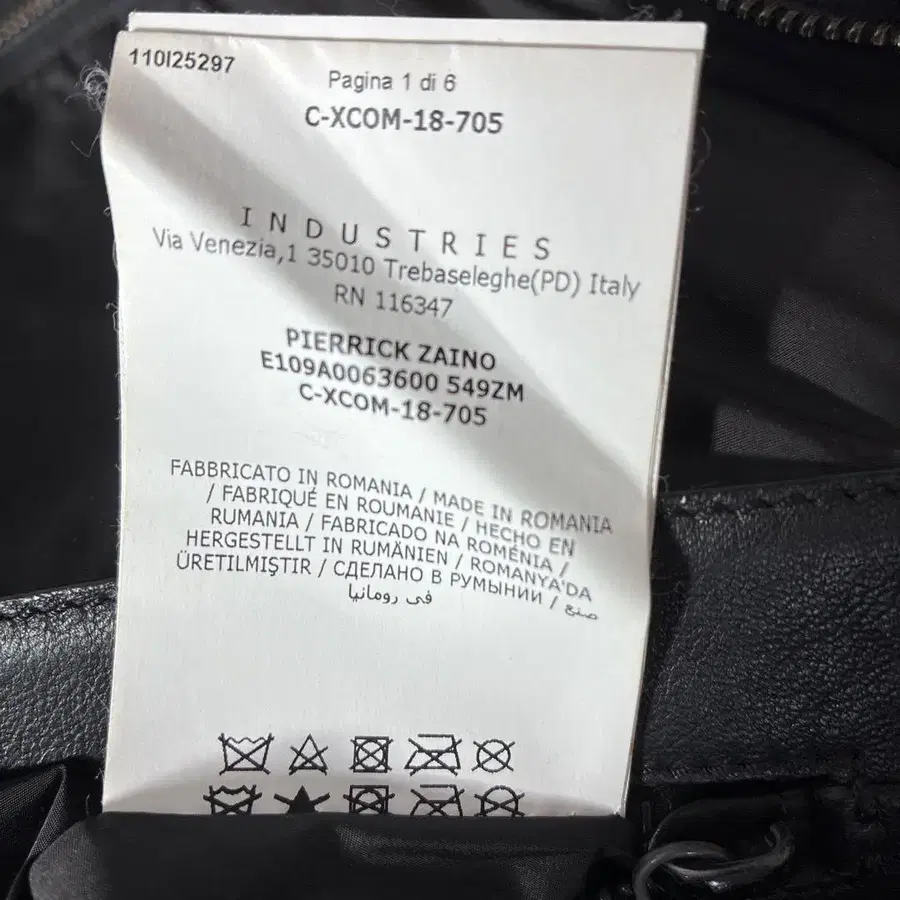 110I25297
Pagina 1 di 6
C-XCOM-18-705
INDUSTRIES
Via Venezia,1 35010 Trebaseleghe(PD) Italy
RN 116347
PIERRICK ZAINO
E109A0063600 549ZM
C-XCOM-18-705
FABBRICATO IN ROMANIA / MADE IN ROMANIA
/ FABRIQUÉ EN ROUMANIE / HECHO EN
RUMANIA / FABRICADO NA ROMÉNIA /
HERGESTELLT IN RUMÄNIEN / ROMANYA'DA
ÜRETILMIŞTIR / СДЕЛАНО В РУМЫНИИ / صنع
في رومانيا